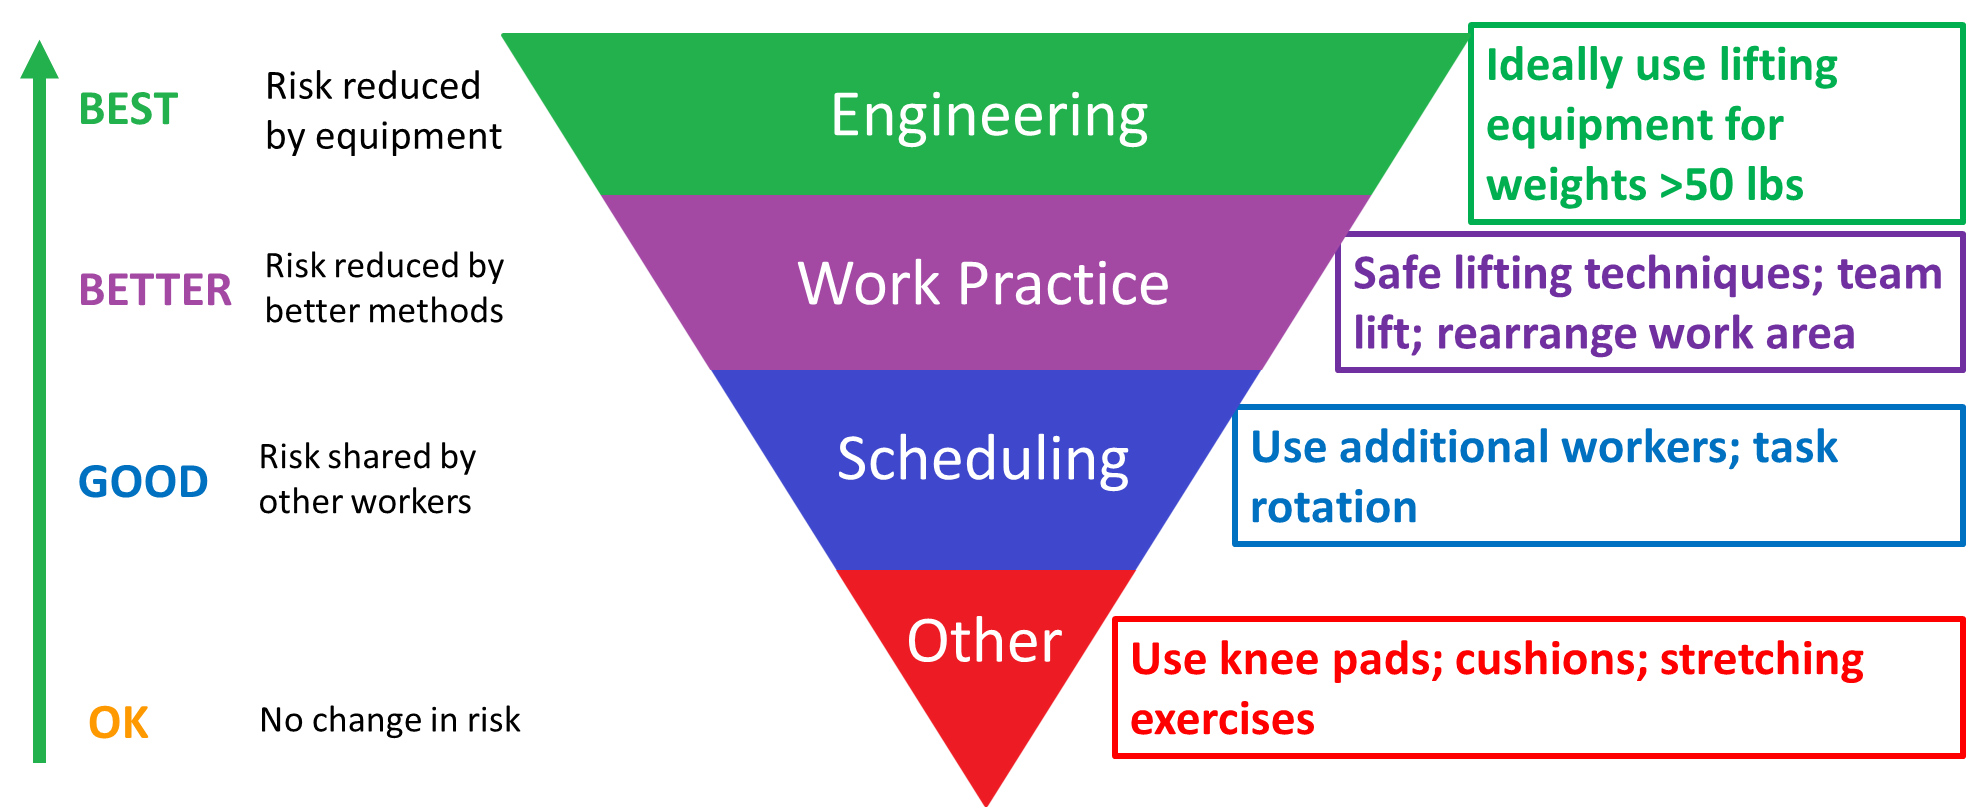 BEST
Risk reduced
by equipment
Engineering
Ideally use lifting
equipment for
weights >50 lbs
BETTER
Risk reduced by
better methods
Work Practice
Safe lifting techniques; team
lift; rearrange work area
GOOD
Risk shared by
other workers
Scheduling
Use additional workers; task
rotation
OK
No change in risk
Other
Use knee pads; cushions; stretching
exercises